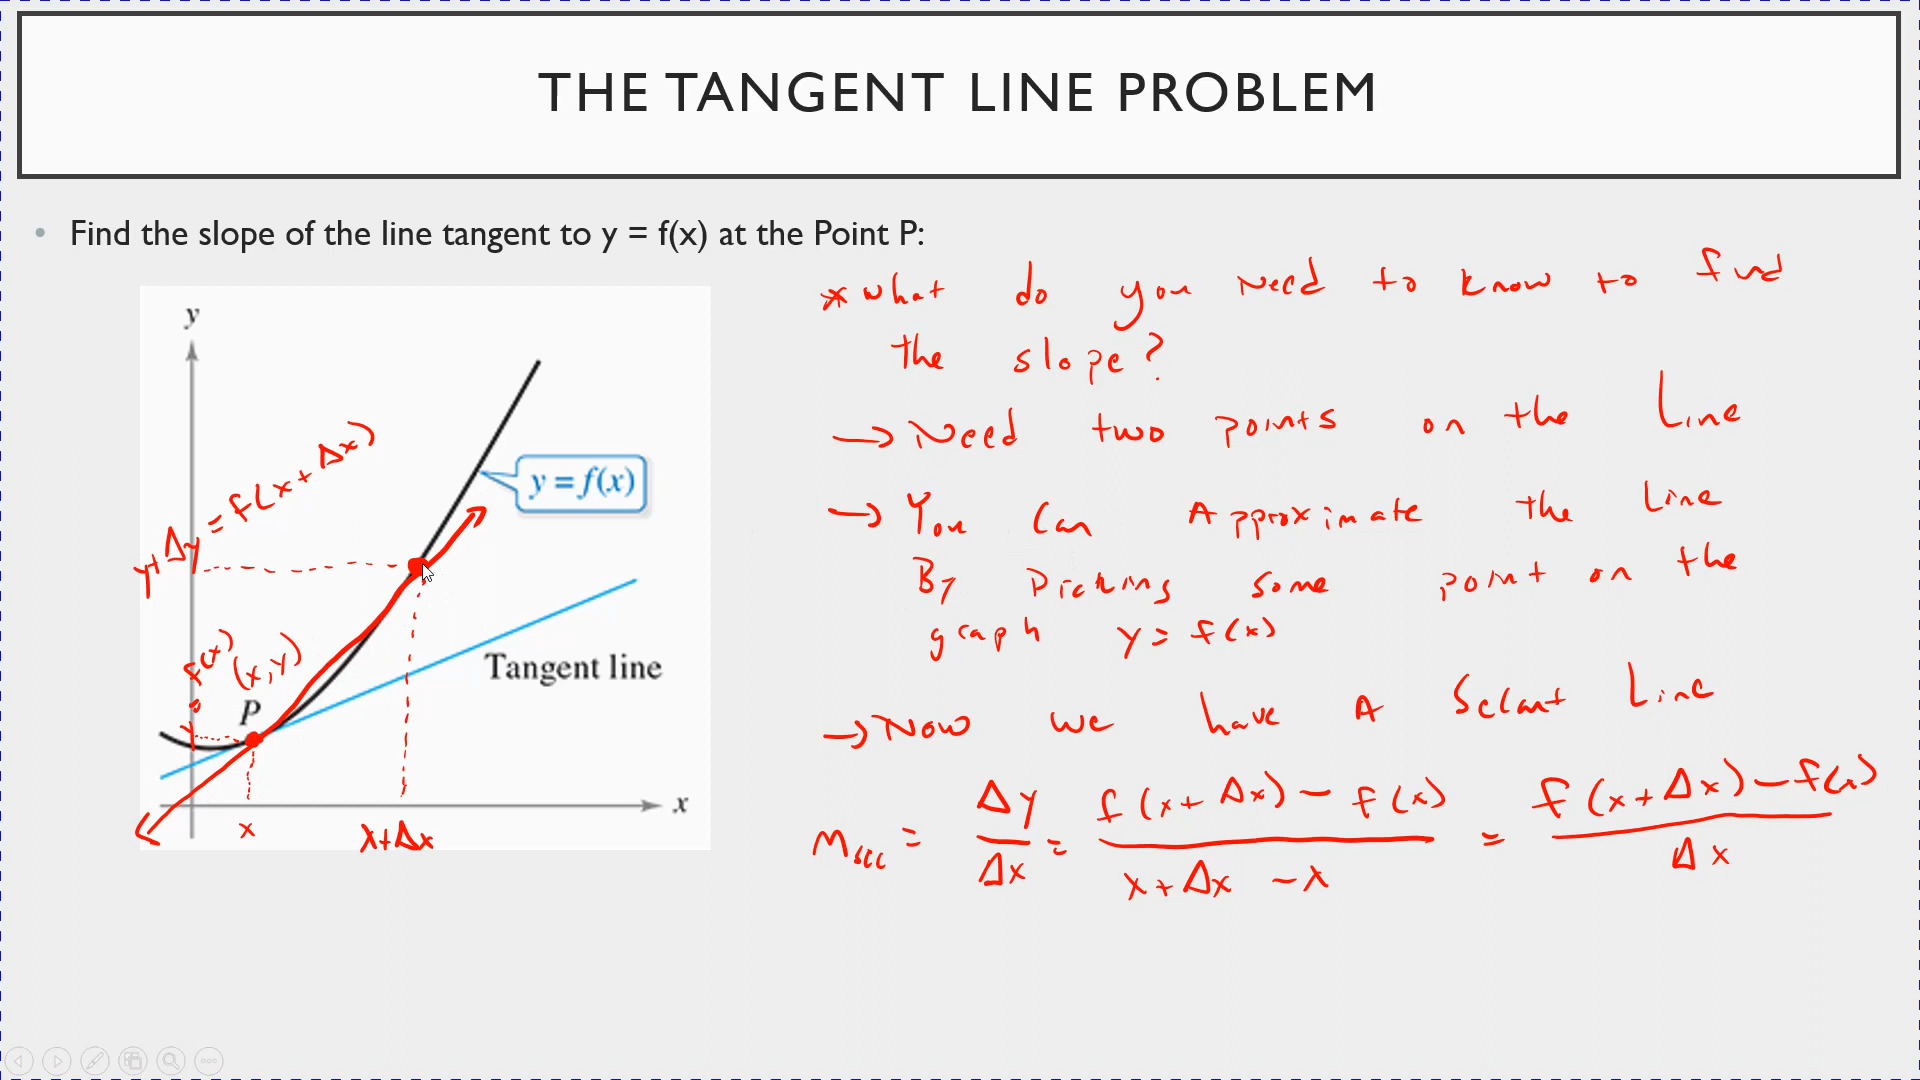 THE TANGENT LINE PROBLEM
• Find the slope of the line tangent to y = f(x) at the Point P:
* What do you need to know to find
the slope?
→ Need two points on the Line
→ You Can Approximate the Line
By Picking some point on the
graph y = f(x)
→ Now we have A Secant Line
m_sec = Δy/Δx = (f(x+Δx) – f(x))/(x+Δx – x) = (f(x+Δx) – f(x))/Δx
y
y+Δy = f(x+Δx)
y = f(x)
y = f(x)
(x,y)
P
Tangent line
x
x
x+Δx